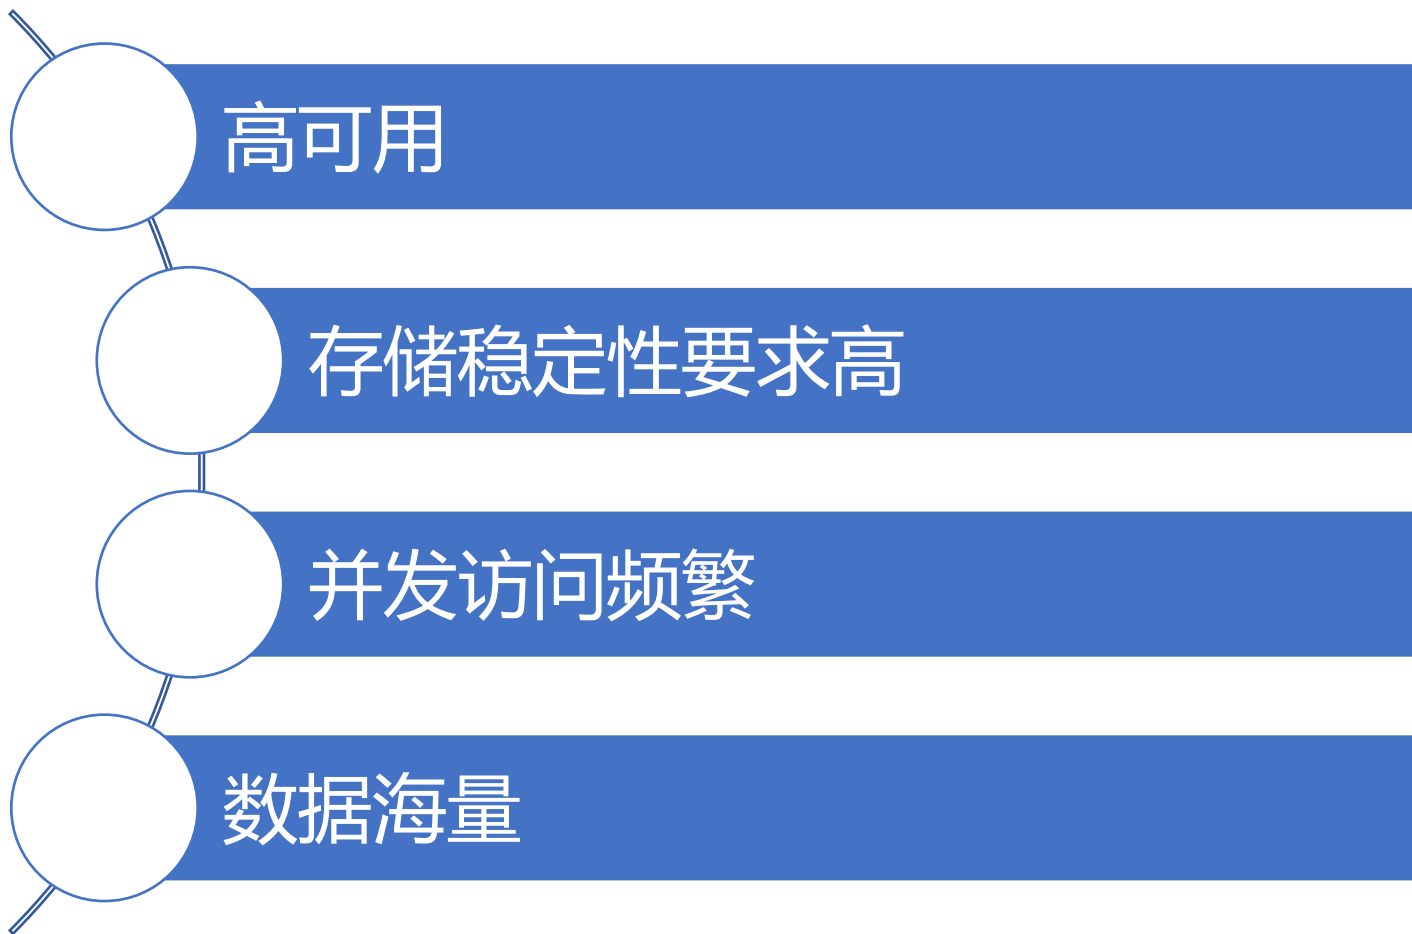 高可用
存储稳定性要求高
并发访问频繁
数据海量